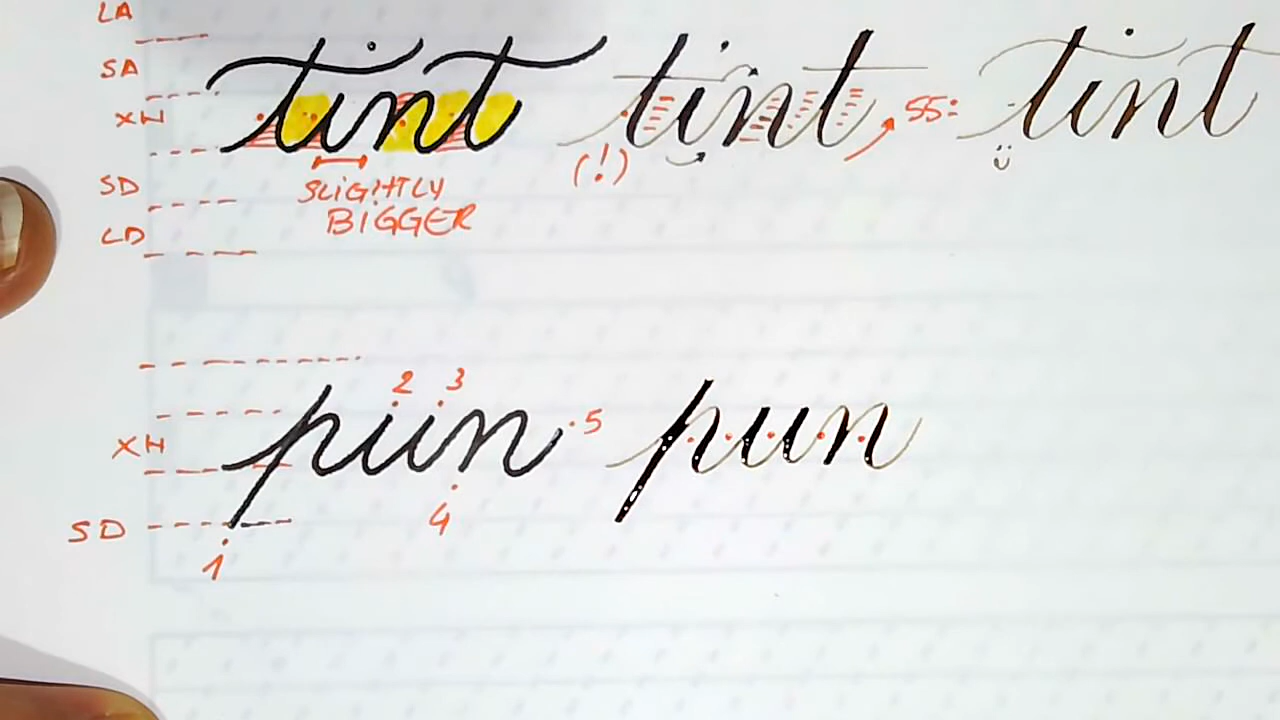 LA
SA
XH
SD
LD
tint tint SS: tint
(!)
SLIGHTLY
BIGGER
2 3
XH pun 5 pun
4
SD
1